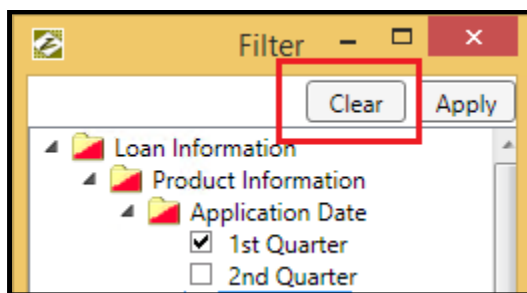 Filter
Clear Apply
Loan Information
Product Information
Application Date
1st Quarter
2nd Quarter